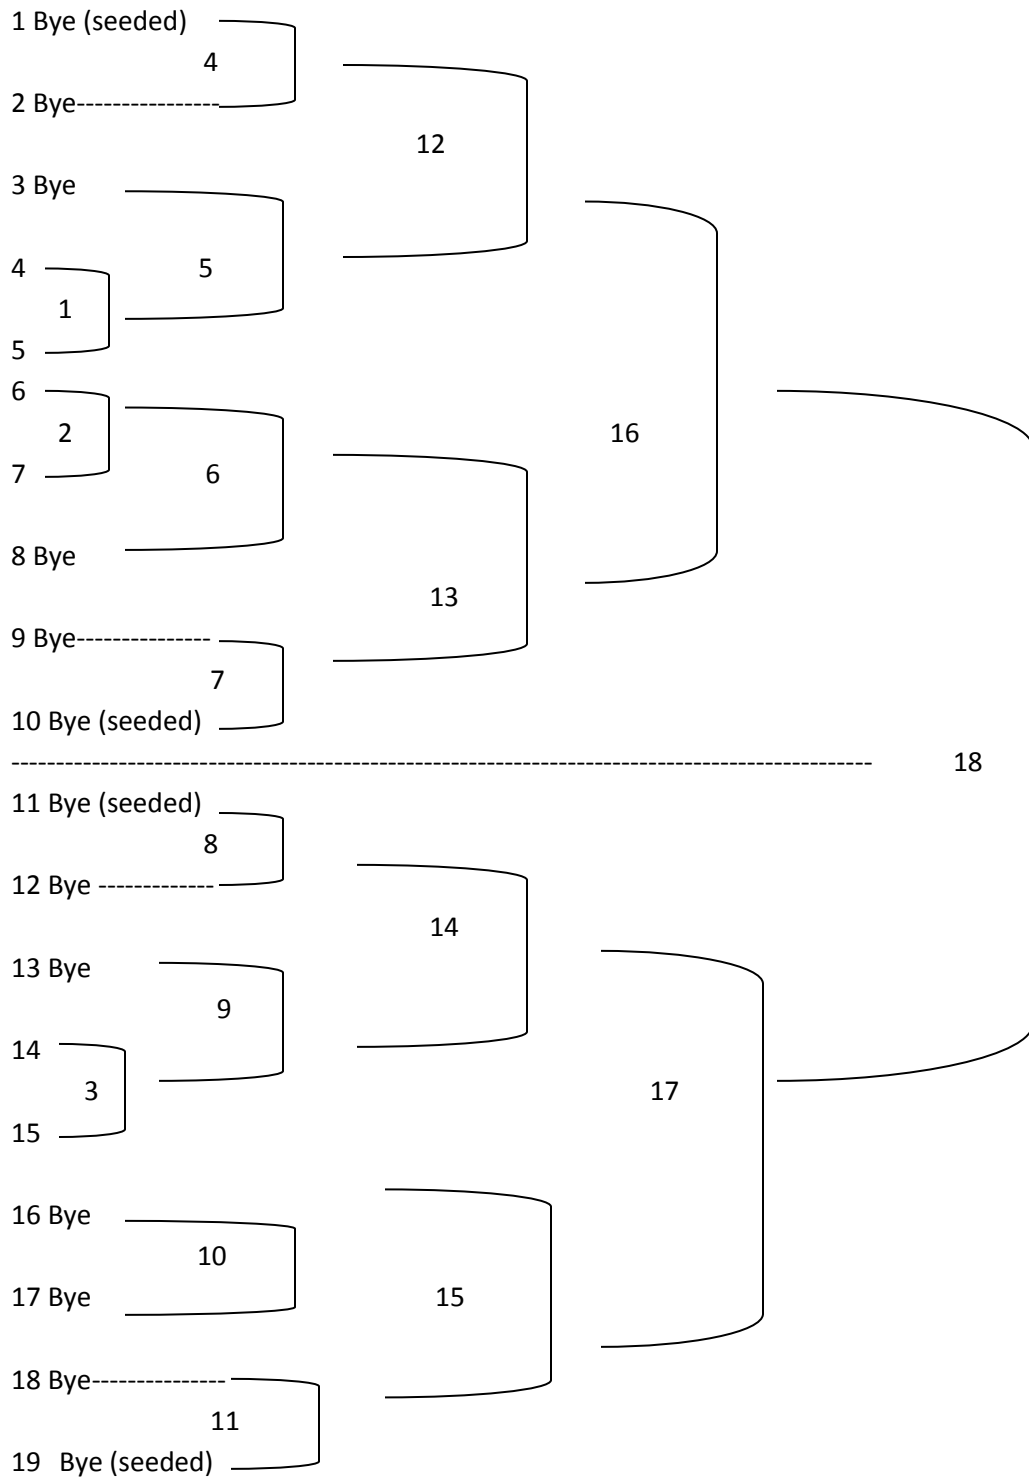 1 Bye (seeded)
4
2 Bye----------------
12
3 Bye
4
5
1
5
6
2
16
7
6
8 Bye
13
9 Bye---------------
7
10 Bye (seeded)
-------------------------------------------------------------------------------------------------- 18
11 Bye (seeded)
8
12 Bye -------------
14
13 Bye
9
14
3
17
15
16 Bye
10
17 Bye
15
18 Bye---------------
11
19 Bye (seeded)